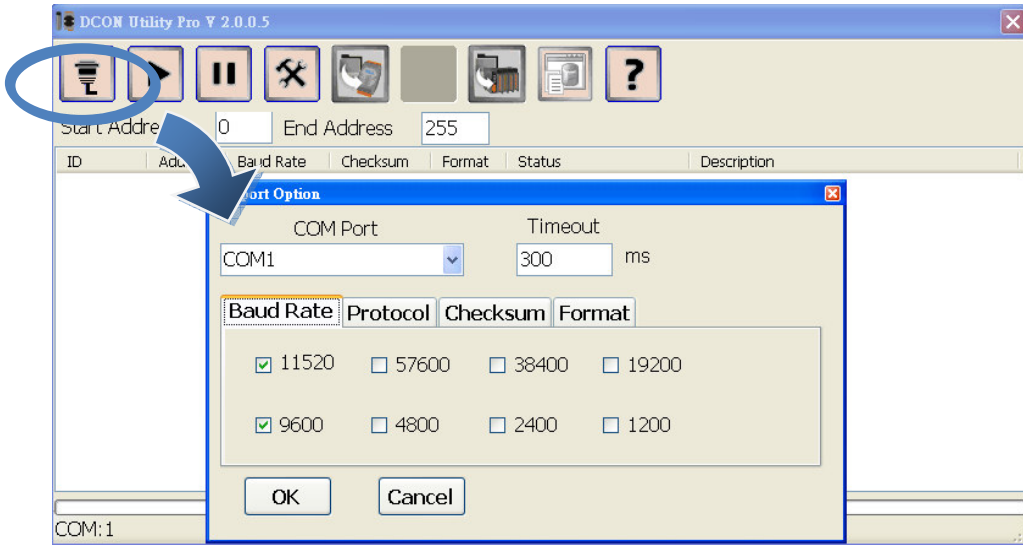 DCON Utility Pro V 2.0.0.5
?
Start Addre 0 End Address 255
ID Add Baud Rate Checksum Format Status Description
ort Option
COM Port Timeout
COM1 300 ms
Baud Rate Protocol Checksum Format
11520 57600 38400 19200
9600 4800 2400 1200
OK Cancel
COM:1